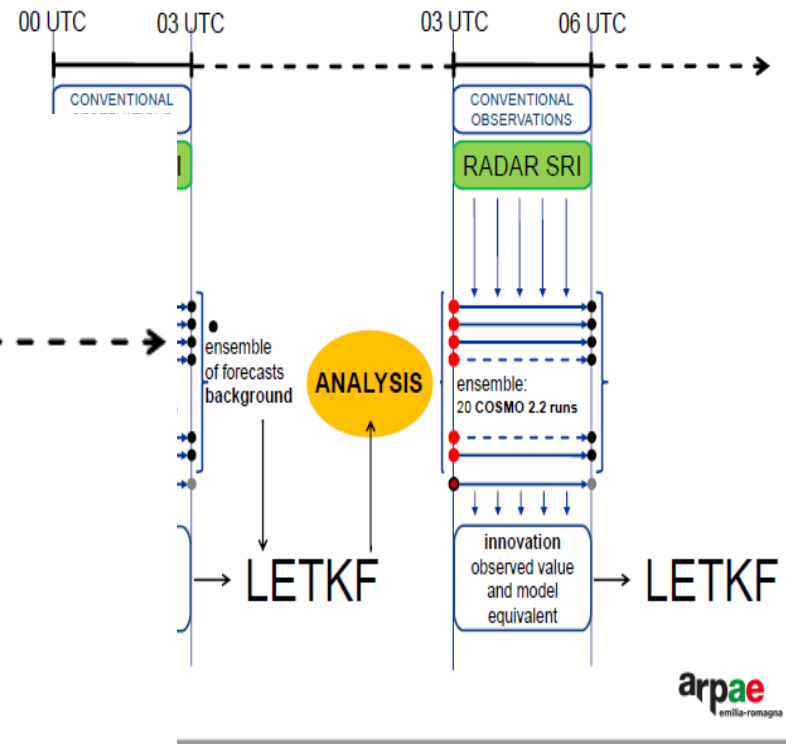 00 UTC 03 UTC 03 UTC 06 UTC
CONVENTIONAL
CONVENTIONAL
OBSERVATIONS
RADAR SRI
ensemble
of forecasts
background
ANALYSIS
ensemble:
20 COSMO 2.2 runs
innovation
observed value
and model
equivalent
LETKF
LETKF
arpae
emilia-romagna